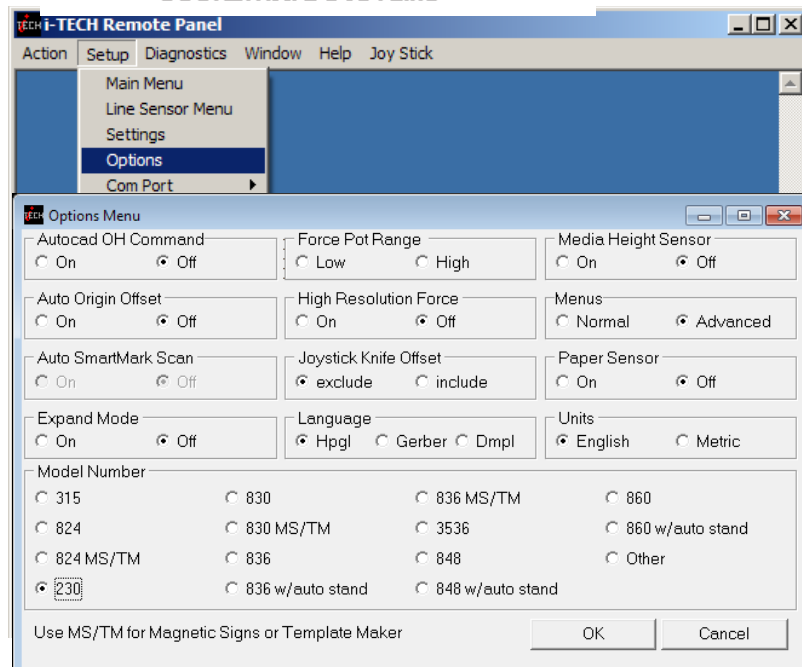 i-TECH Remote Panel
Action Setup Diagnostics Window Help Joy Stick
Main Menu
Line Sensor Menu
Settings
Options
Com Port
Options Menu
Autocad OH Command Force Pot Range Media Height Sensor
On Off Low High On Off
Auto Origin Offset High Resolution Force Menus
On Off On Off Normal Advanced
Auto SmartMark Scan Joystick Knife Offset Paper Sensor
On Off exclude include On Off
Expand Mode Language Units
On Off Hpgl Gerber Dmpl English Metric
Model Number
315 830 836 MS/TM 860
824 830 MS/TM 3536 860 w/auto stand
824 MS/TM 836 848 Other
230 836 w/auto stand 848 w/auto stand
Use MS/TM for Magnetic Signs or Template Maker OK Cancel